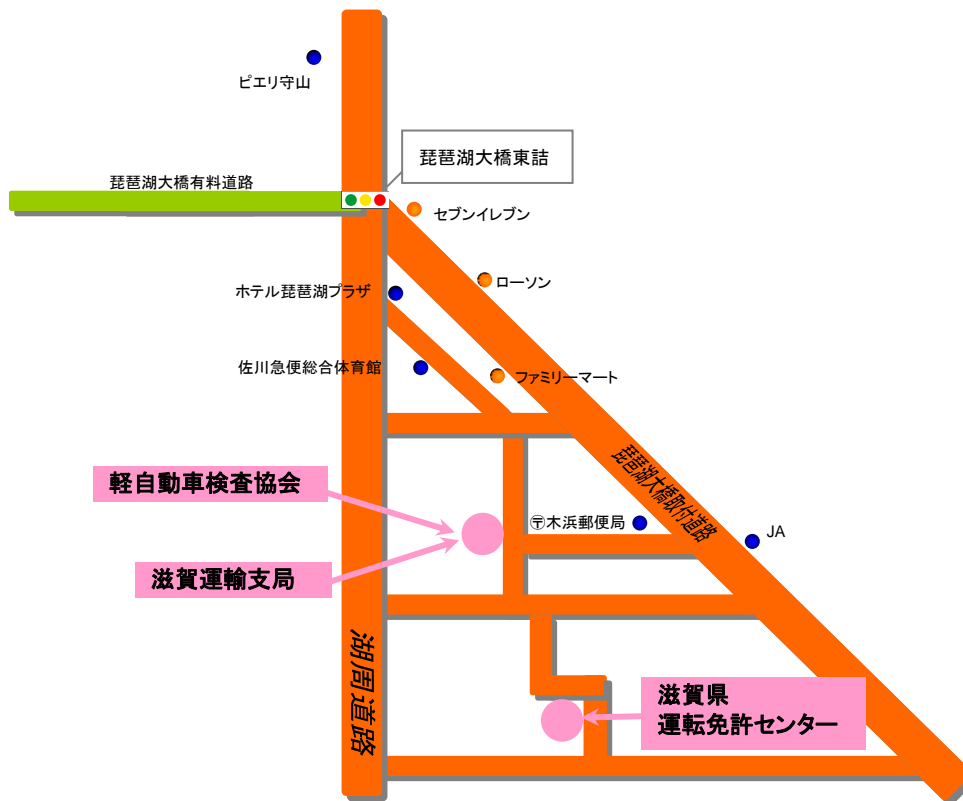 ピエリ守山
琵琶湖大橋東詰
琵琶湖大橋有料道路
セブンイレブン
ローソン
ホテル琵琶湖プラザ
佐川急便総合体育館
ファミリーマート
琵琶湖大橋取付道路
軽自動車検査協会
〶木浜郵便局
JA
滋賀運輸支局
湖周道路
滋賀県
運転免許センター